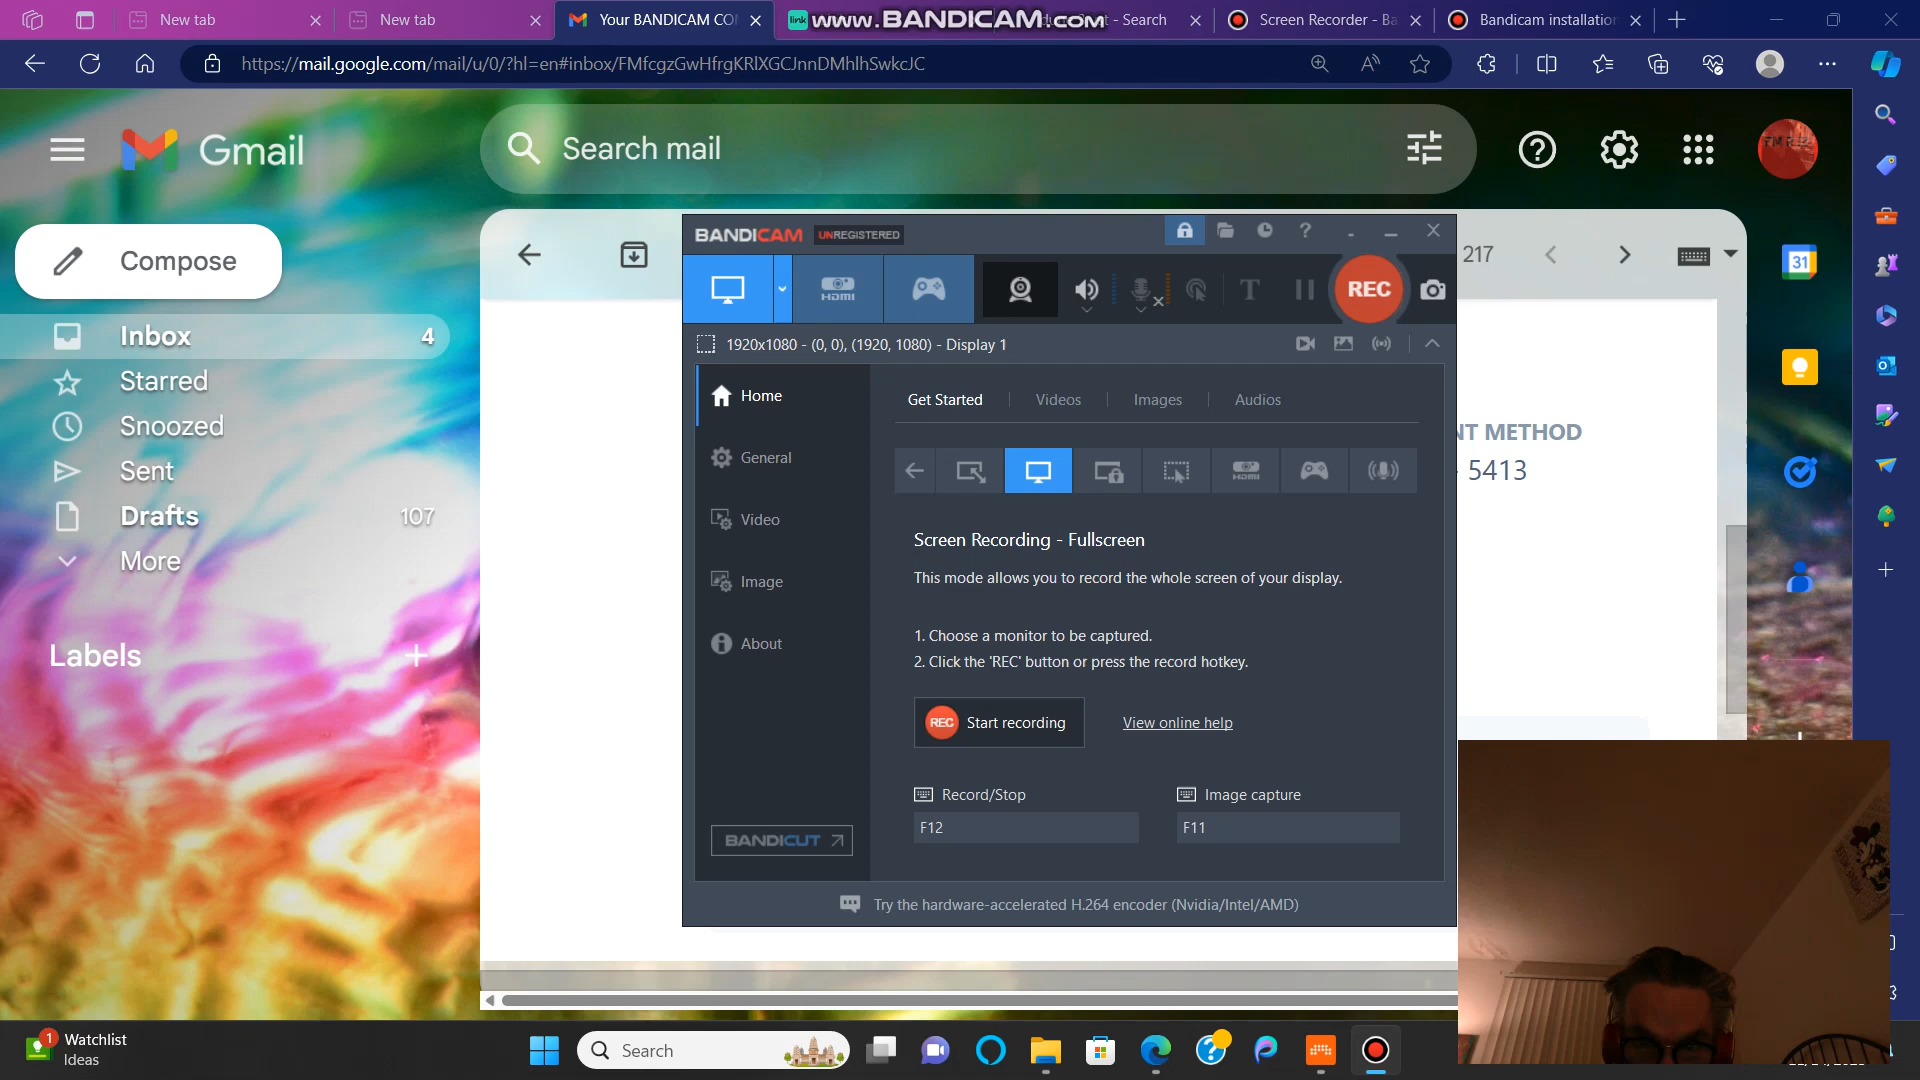 New tab
New tab
Your BANDICAM CO
www.BANDICAM.com
- Search
Screen Recorder - Ba
Bandicam installation
https://mail.google.com/mail/u/0/?hl=en#inbox/FMfcgzGwHfrgKRlXGCJnnDMhlhSwkcJC
Gmail
Search mail
Compose
217
Inbox
4
Starred
Snoozed
Sent
Drafts
107
More
Labels
BANDICAM
UNREGISTERED
HDMI
REC
1920x1080 - (0, 0), (1920, 1080) - Display 1
Home
General
Video
Image
About
Get Started
Videos
Images
Audios
HDMI
Screen Recording - Fullscreen
This mode allows you to record the whole screen of your display.
1. Choose a monitor to be captured.
2. Click the 'REC' button or press the record hotkey.
REC
Start recording
View online help
Record/Stop
Image capture
F12
F11
BANDICUT
Try the hardware-accelerated H.264 encoder (Nvidia/Intel/AMD)
NT METHOD
5413
31
1
Watchlist
Ideas
Search